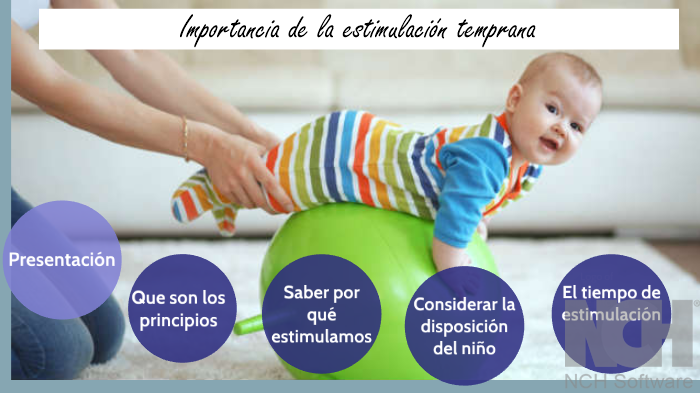 Importancia de la estimulación temprana
Presentación
Que son los
principios
Saber por
qué
estimulamos
Considerar la
disposición
del niño
El tiempo de
estimulación
NCH
NCH Software